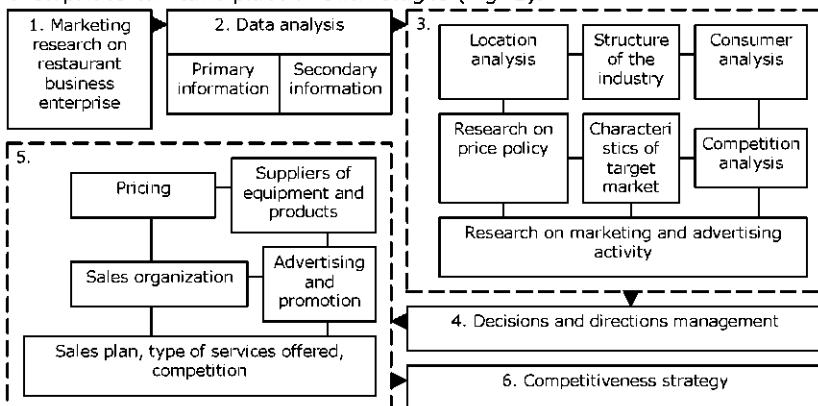 1. Marketing
research on
restaurant
business
enterprise
2. Data analysis
Primary
information
Secondary
information
3.
Location
analysis
Structure
of the
industry
Consumer
analysis
Research on
price policy
Characteri
stics of
target
market
Competition
analysis
Research on marketing and advertising
activity
4. Decisions and directions management
5.
Pricing
Suppliers of
equipment and
products
Sales organization
Advertising
and
promotion
Sales plan, type of services offered,
competition
6. Competitiveness strategy